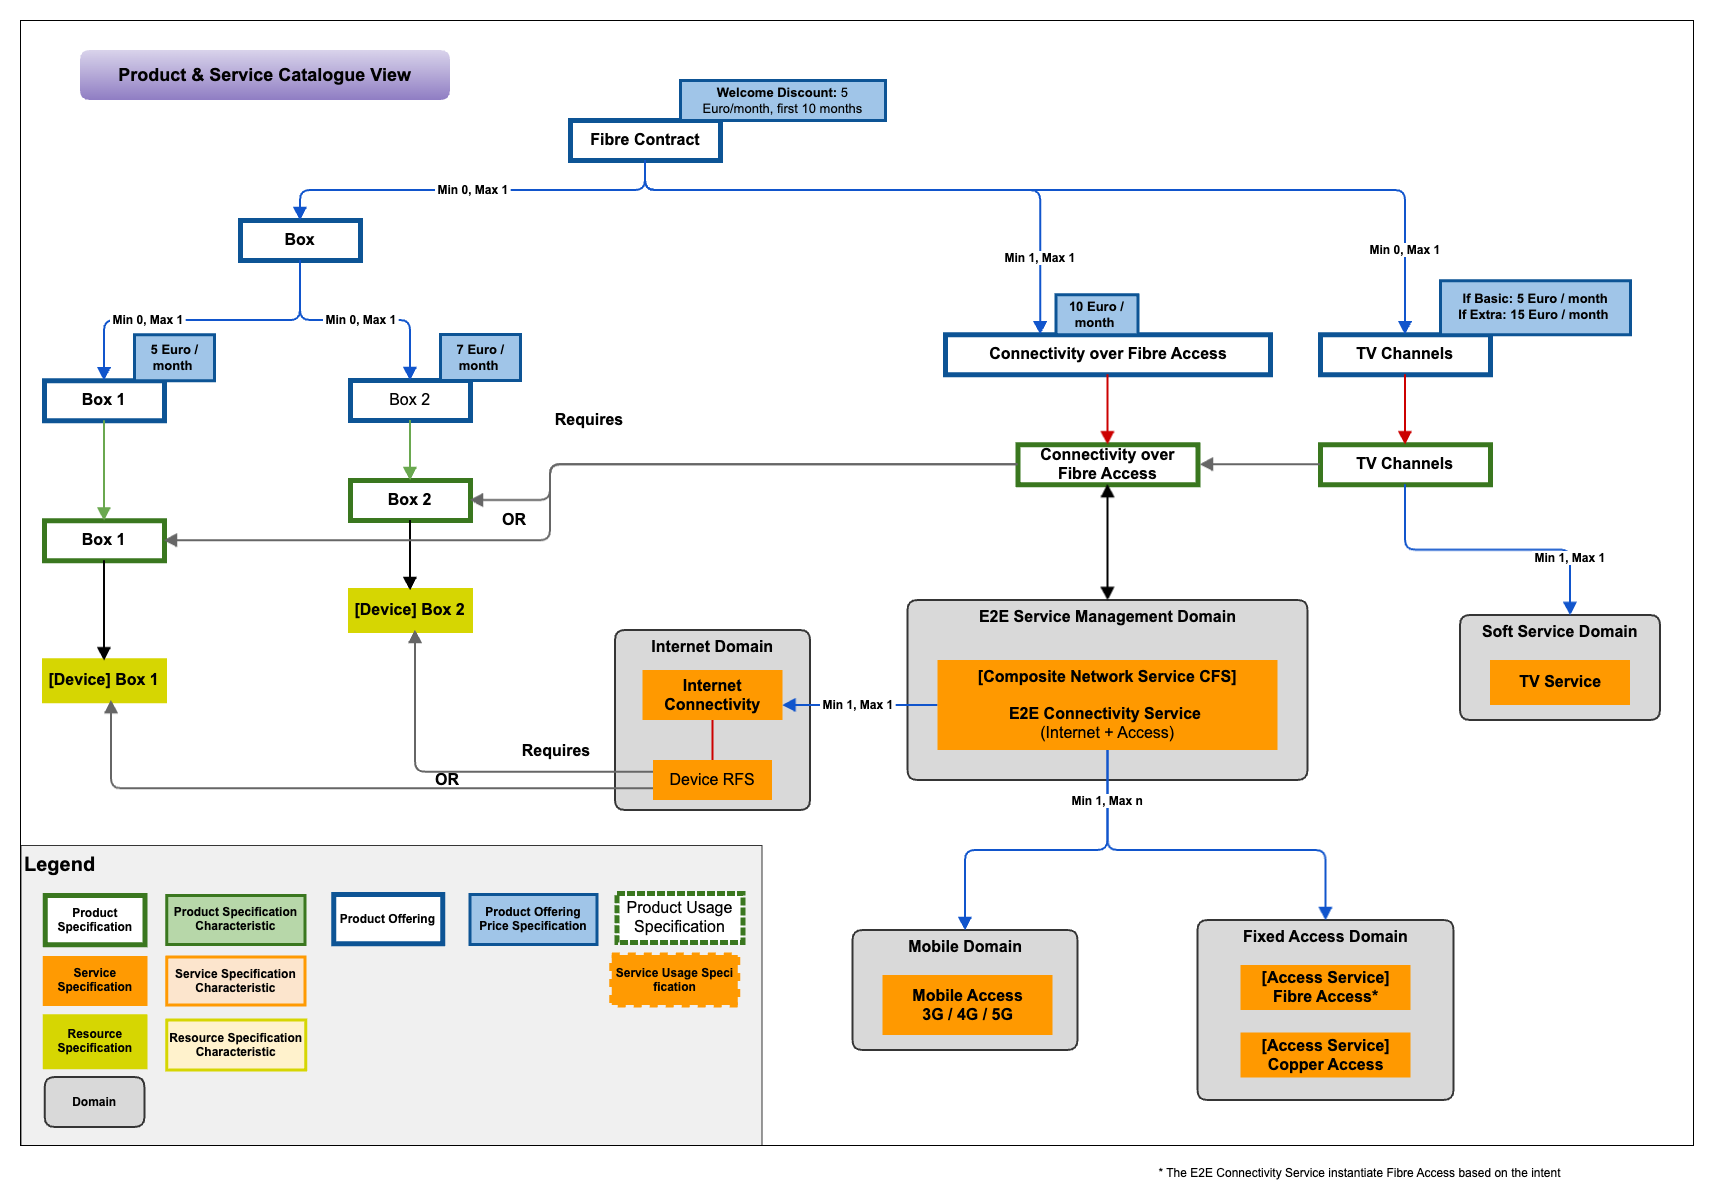 Product & Service Catalogue View
Welcome Discount: 5
Euro/month, first 10 months
Fibre Contract
Min 0, Max 1
Box
Min 1, Max 1
Min 0, Max 1
Min 0, Max 1
Min 0, Max 1
5 Euro /
month
7 Euro /
month
10 Euro /
month
If Basic: 5 Euro / month
If Extra: 15 Euro / month
Box 1
Box 2
Connectivity over Fibre Access
TV Channels
Requires
Connectivity over
Fibre Access
TV Channels
Box 2
OR
Box 1
Min 1, Max 1
[Device] Box 2
[Device] Box 1
Internet Domain
Internet
Connectivity
Device RFS
Requires
OR
Min 1, Max 1
E2E Service Management Domain
[Composite Network Service CFS]
E2E Connectivity Service
(Internet + Access)
Soft Service Domain
TV Service
Min 1, Max n
Mobile Domain
Mobile Access
3G / 4G / 5G
Fixed Access Domain
[Access Service]
Fibre Access*
[Access Service]
Copper Access
Legend
Product
Specification
Product Specification
Characteristic
Product Offering
Product Offering
Price Specification
Product Usage
Specification
Service
Specification
Service Specification
Characteristic
Service Usage Speci
fication
Resource
Specification
Resource Specification
Characteristic
Domain
* The E2E Connectivity Service instantiate Fibre Access based on the intent